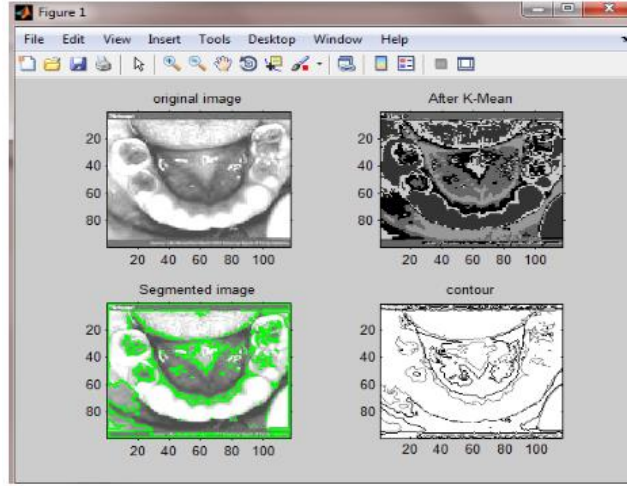 Figure 1
File Edit View Insert Tools Desktop Window Help
original image
20
40
60
80
20 40 60 80 100
After K-Mean
20
40
60
80
20 40 60 80 100
Segmented image
20
40
60
80
20 40 60 80 100
contour
20
40
60
80
20 40 60 80 100